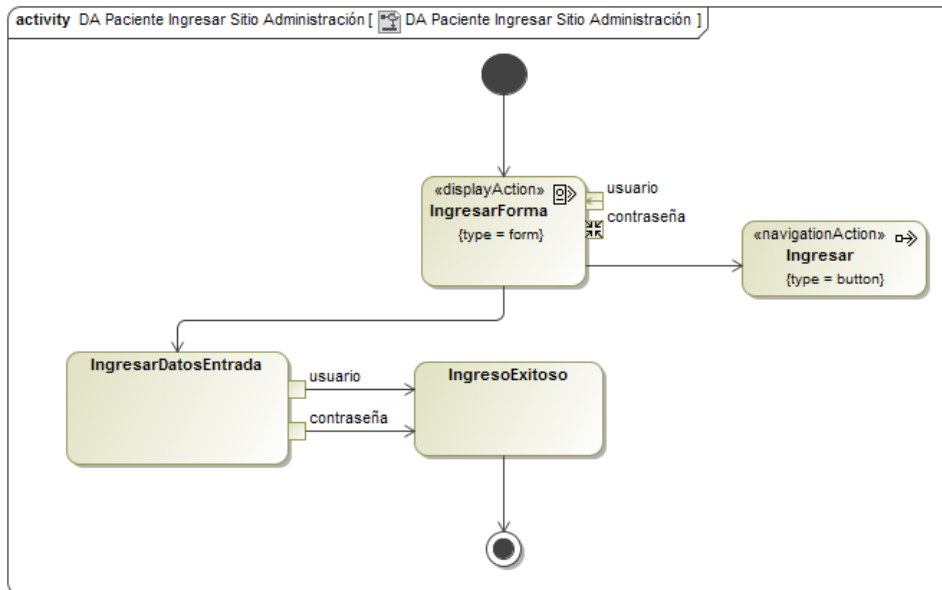 activity DA Paciente Ingresar Sitio Administración [ DA Paciente Ingresar Sitio Administración ]
«displayAction»
IngresarForma
{type = form}
usuario
contraseña
«navigationAction»
Ingresar
{type = button}
IngresarDatosEntrada
usuario
contraseña
IngresoExitoso